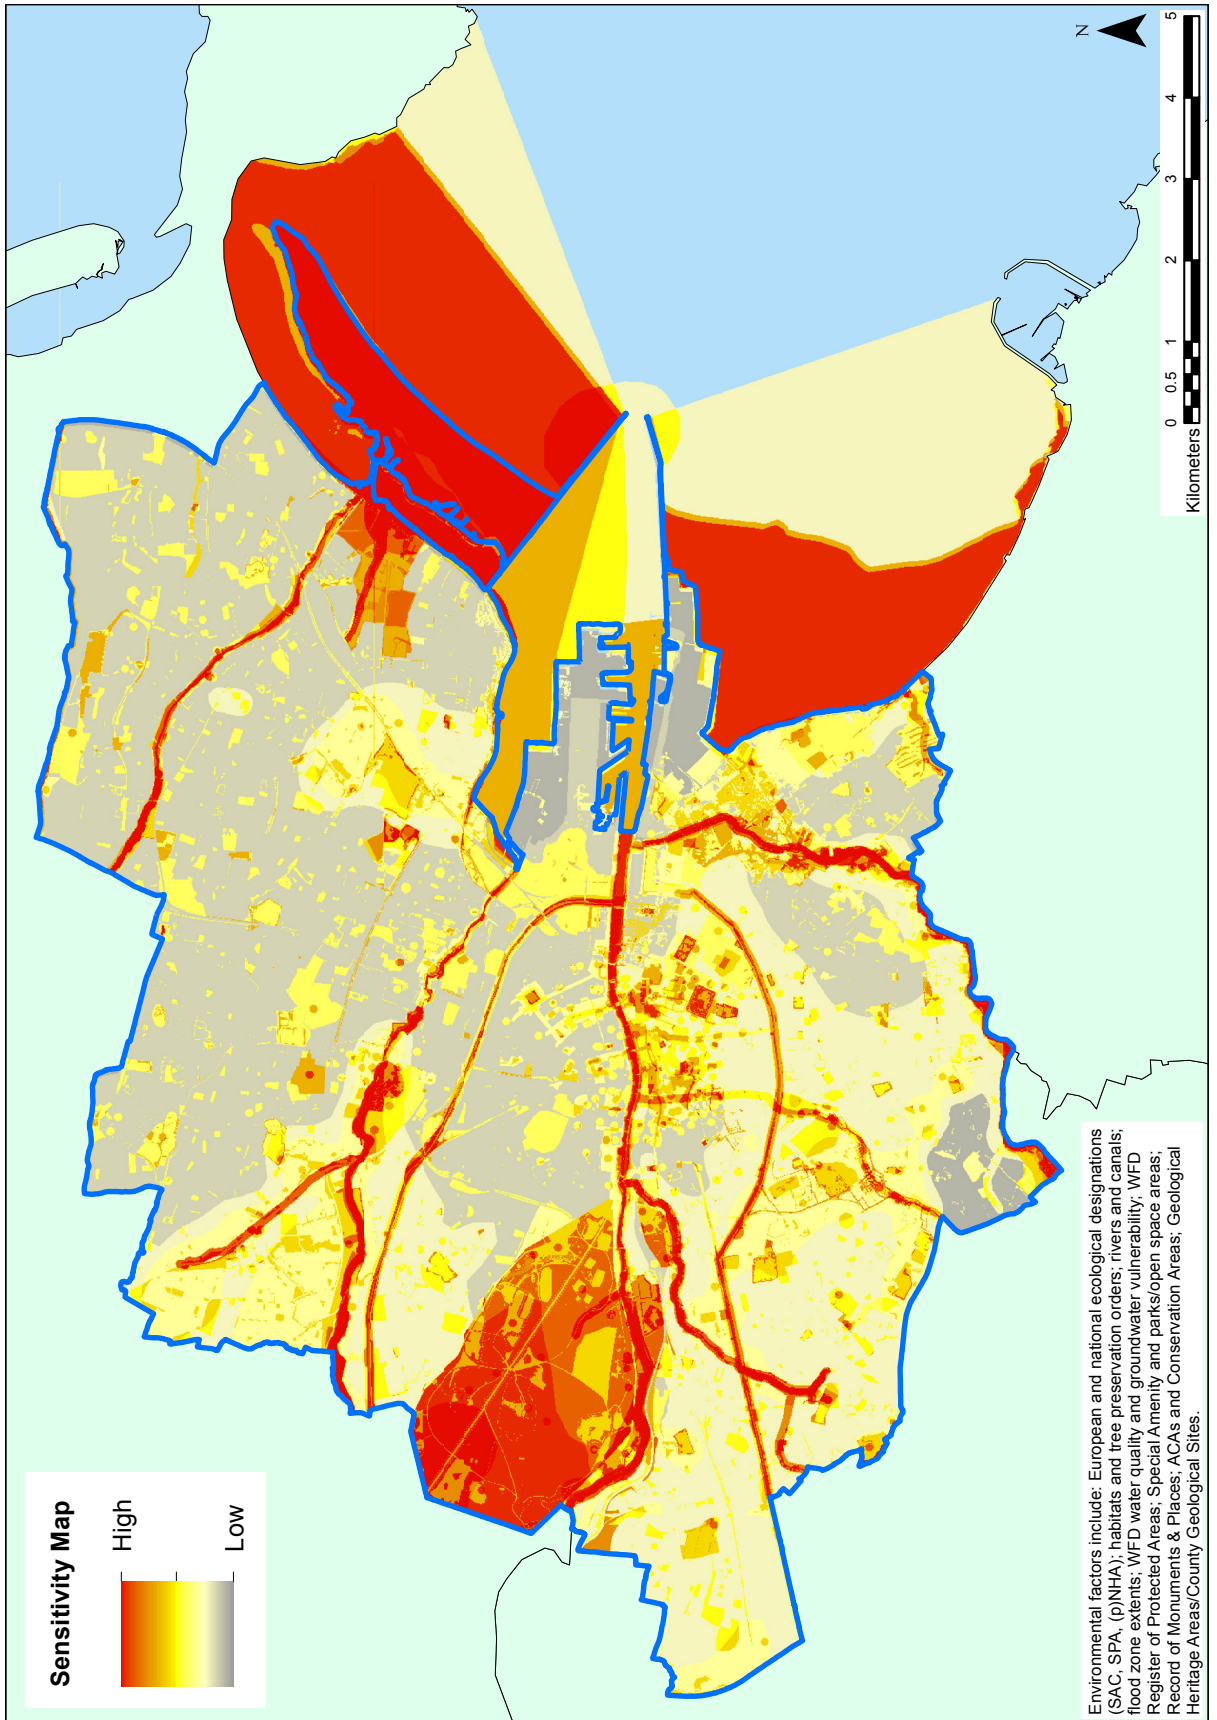 Sensitivity Map
High
Low
Environmental factors include: European and national ecological designations
(SAC, SPA, (p)NHA); habitats and tree preservation orders; rivers and canals;
flood zone extents; WFD water quality and groundwater vulnerability; WFD
Register of Protected Areas; Special Amenity and parks/open space areas;
Record of Monuments & Places; ACAs and Conservation Areas; Geological
Heritage Areas/County Geological Sites.
N
0 0.5 1 2 3 4 5
Kilometers